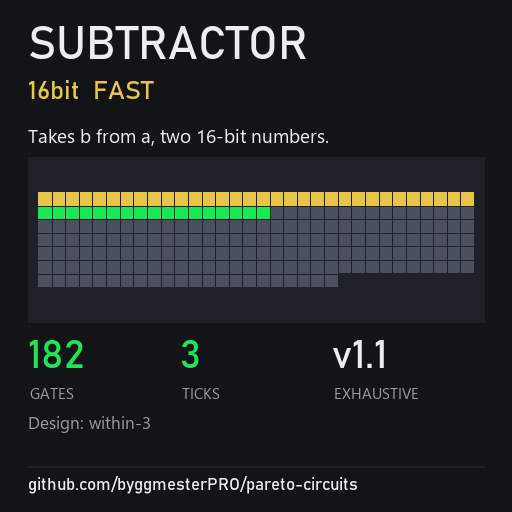 SUBTRACTOR
16bit FAST
Takes b from a, two 16-bit numbers.
182 3 v1.1
GATES TICKS EXHAUSTIVE
Design: within-3
github.com/byggmesterPRO/pareto-circuits